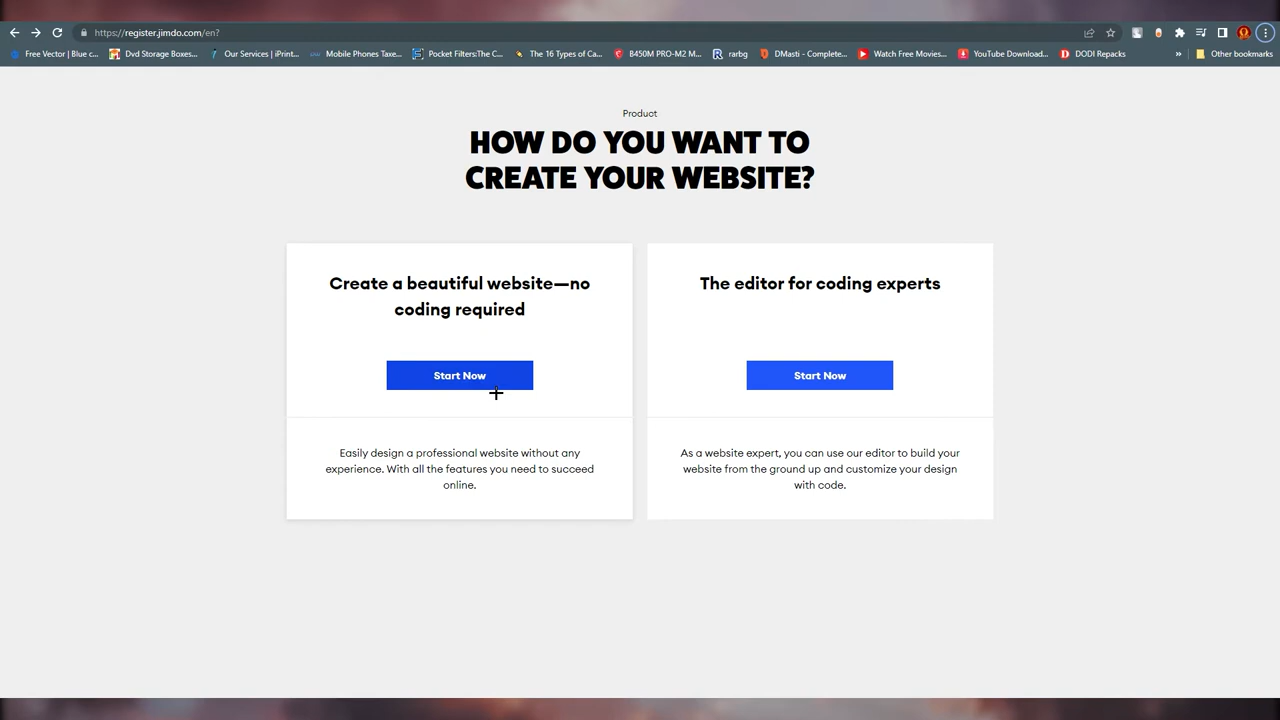 https://register.jimdo.com/en?
Free Vector | Blue c...
Dvd Storage Boxes...
Our Services | iPrint...
Mobile Phones Taxe...
Pocket Filters:The C...
The 16 Types of Ca...
B450M PRO-M2 M...
rarbg
DMasti - Complete...
Watch Free Movies...
YouTube Download...
DODI Repacks
»
Other bookmarks
Product
HOW DO YOU WANT TO
CREATE YOUR WEBSITE?
Create a beautiful website—no
coding required
Start Now
Easily design a professional website without any
experience. With all the features you need to succeed
online.
The editor for coding experts
Start Now
As a website expert, you can use our editor to build your
website from the ground up and customize your design
with code.